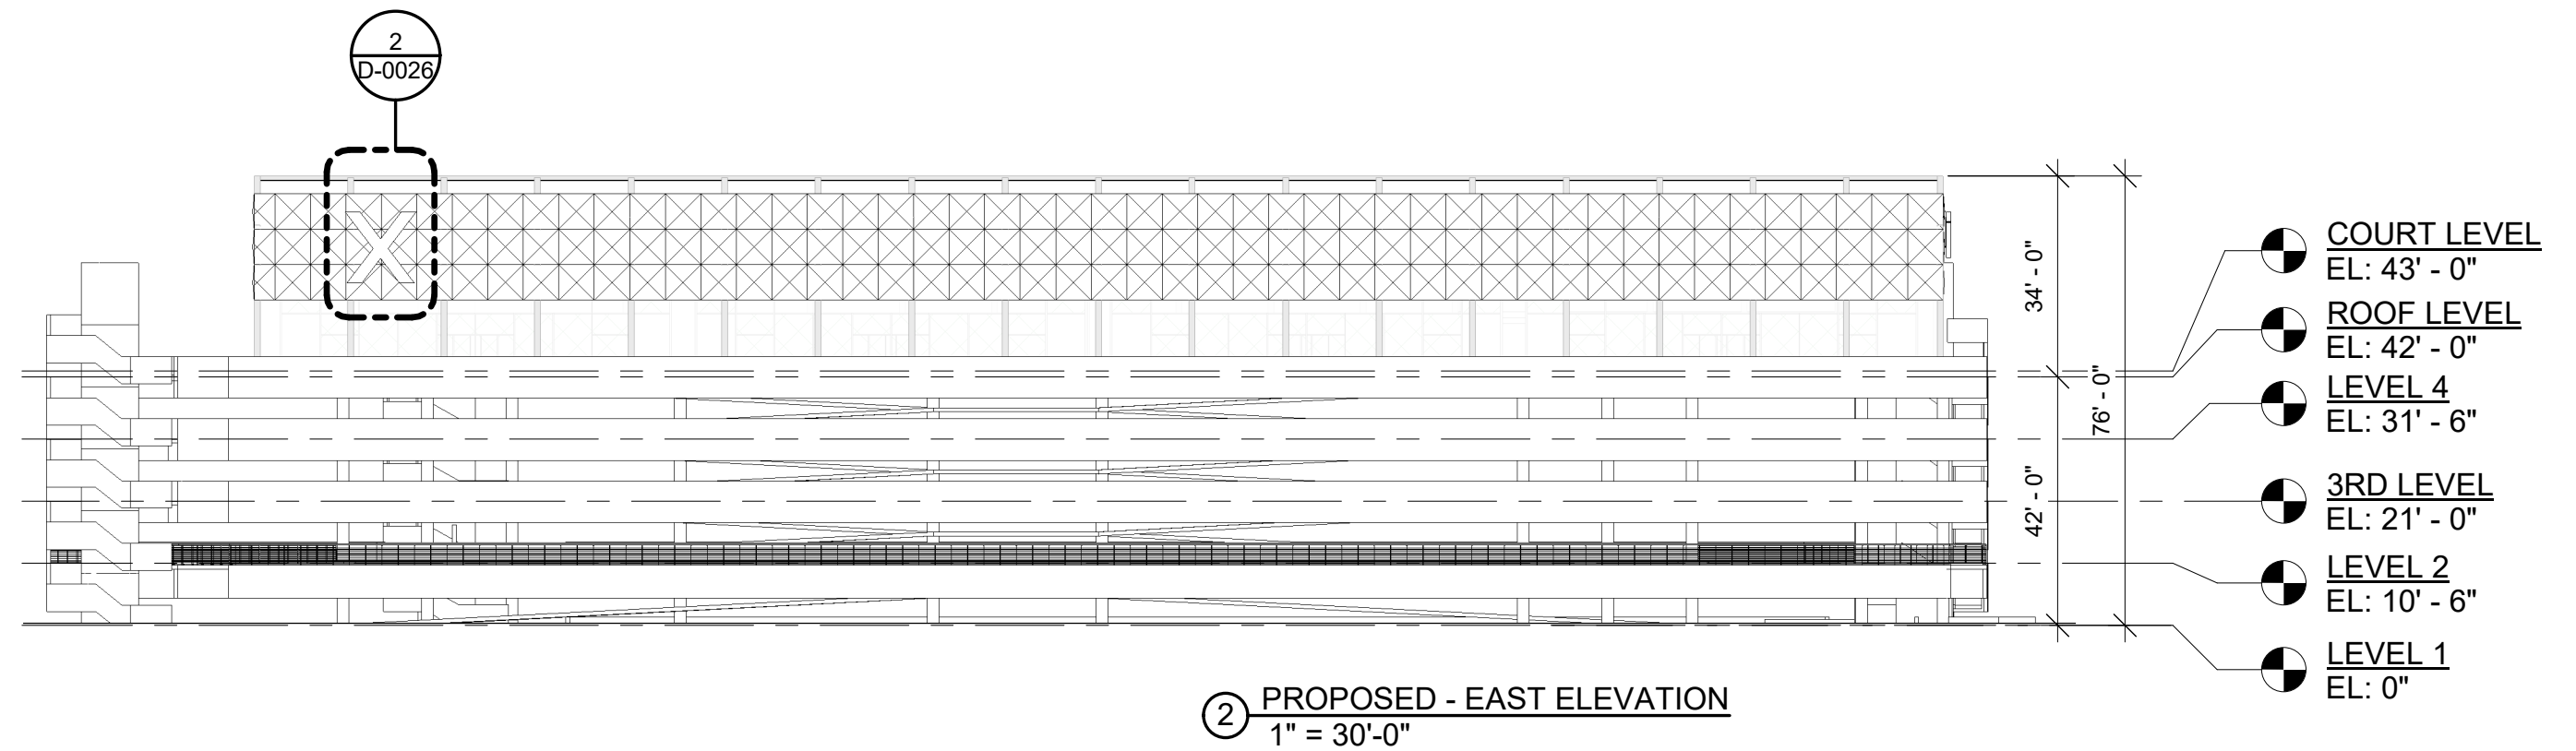 2
D-0026
X
34' - 0"
76' - 0"
42' - 0"
COURT LEVEL
EL: 43' - 0"
ROOF LEVEL
EL: 42' - 0"
LEVEL 4
EL: 31' - 6"
3RD LEVEL
EL: 21' - 0"
LEVEL 2
EL: 10' - 6"
LEVEL 1
EL: 0"
2 PROPOSED - EAST ELEVATION
1" = 30'-0"